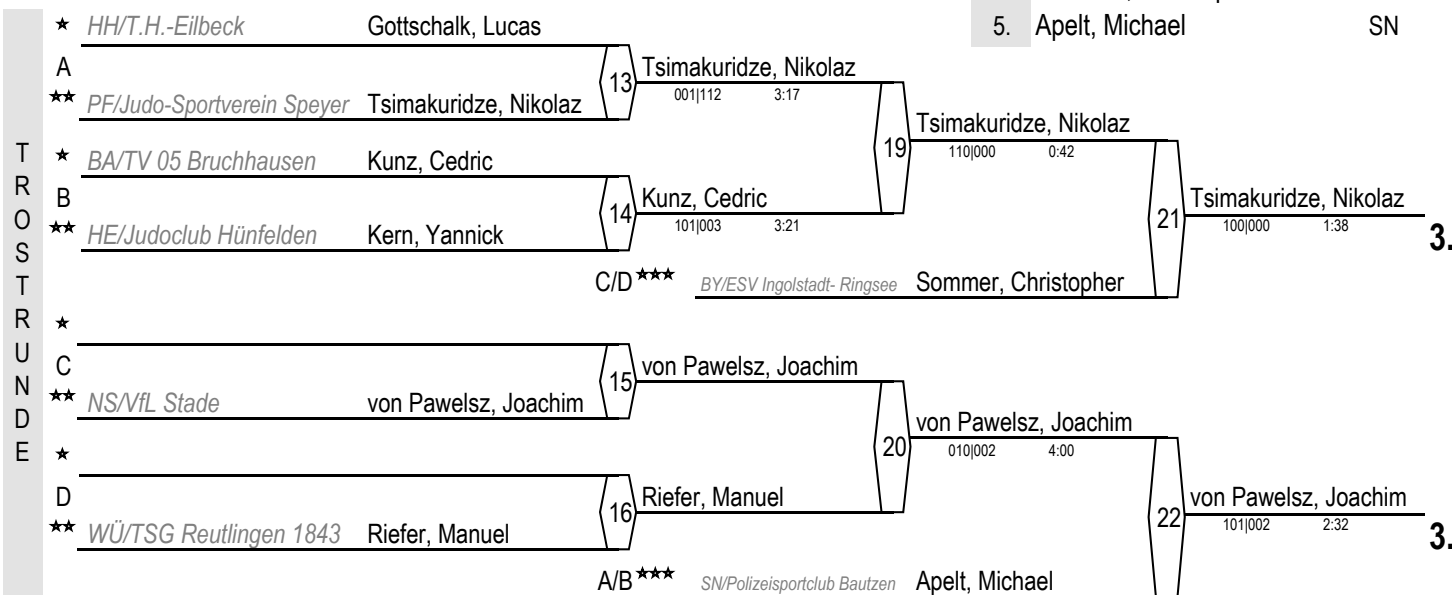 5. Apelt, Michael SN
TROSTRUNDE
HH/T.H.-Eilbeck Gottschalk, Lucas
A
13 Tsimakuridze, Nikolaz
001|112 3:17
PF/Judo-Sportverein Speyer Tsimakuridze, Nikolaz
19 Tsimakuridze, Nikolaz
110|000 0:42
BA/TV 05 Bruchhausen Kunz, Cedric
B
14 Kunz, Cedric
101|003 3:21
HE/Judoclub Hünfelden Kern, Yannick
21 Tsimakuridze, Nikolaz
100|000 1:38
3.
C/D BY/ESV Ingolstadt- Ringsee Sommer, Christopher
C
15 von Pawelsz, Joachim
NS/VfL Stade von Pawelsz, Joachim
20 von Pawelsz, Joachim
010|002 4:00
D
16 Riefer, Manuel
WÜ/TSG Reutlingen 1843 Riefer, Manuel
22 von Pawelsz, Joachim
101|002 2:32
3.
A/B SN/Polizeisportclub Bautzen Apelt, Michael